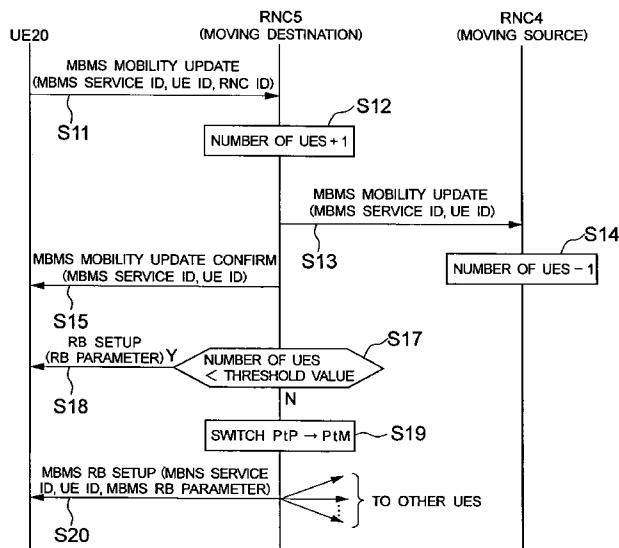 UE20
RNC5
(MOVING DESTINATION)
RNC4
(MOVING SOURCE)
MBMS MOBILITY UPDATE
(MBMS SERVICE ID, UE ID, RNC ID)
S11
S12
NUMBER OF UES+1
MBMS MOBILITY UPDATE
(MBMS SERVICE ID, UE ID)
S13
S14
NUMBER OF UES-1
MBMS MOBILITY UPDATE CONFIRM
(MBMS SERVICE ID, UE ID)
S15
S17
RB SETUP
(RB PARAMETER)
Y
NUMBER OF UES
< THRESHOLD VALUE
S18
N
SWITCH PtP → PtM
S19
MBMS RB SETUP (MBNS SERVICE
ID, UE ID, MBMS RB PARAMETER)
TO OTHER UES
S20